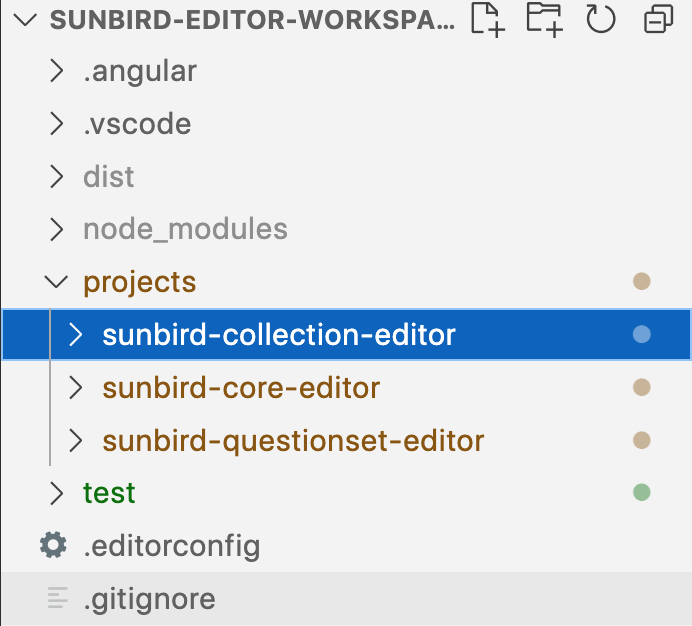 SUNBIRD-EDITOR-WORKSPA...
.angular
.vscode
dist
node_modules
projects
sunbird-collection-editor
sunbird-core-editor
sunbird-questionset-editor
test
.editorconfig
.gitignore